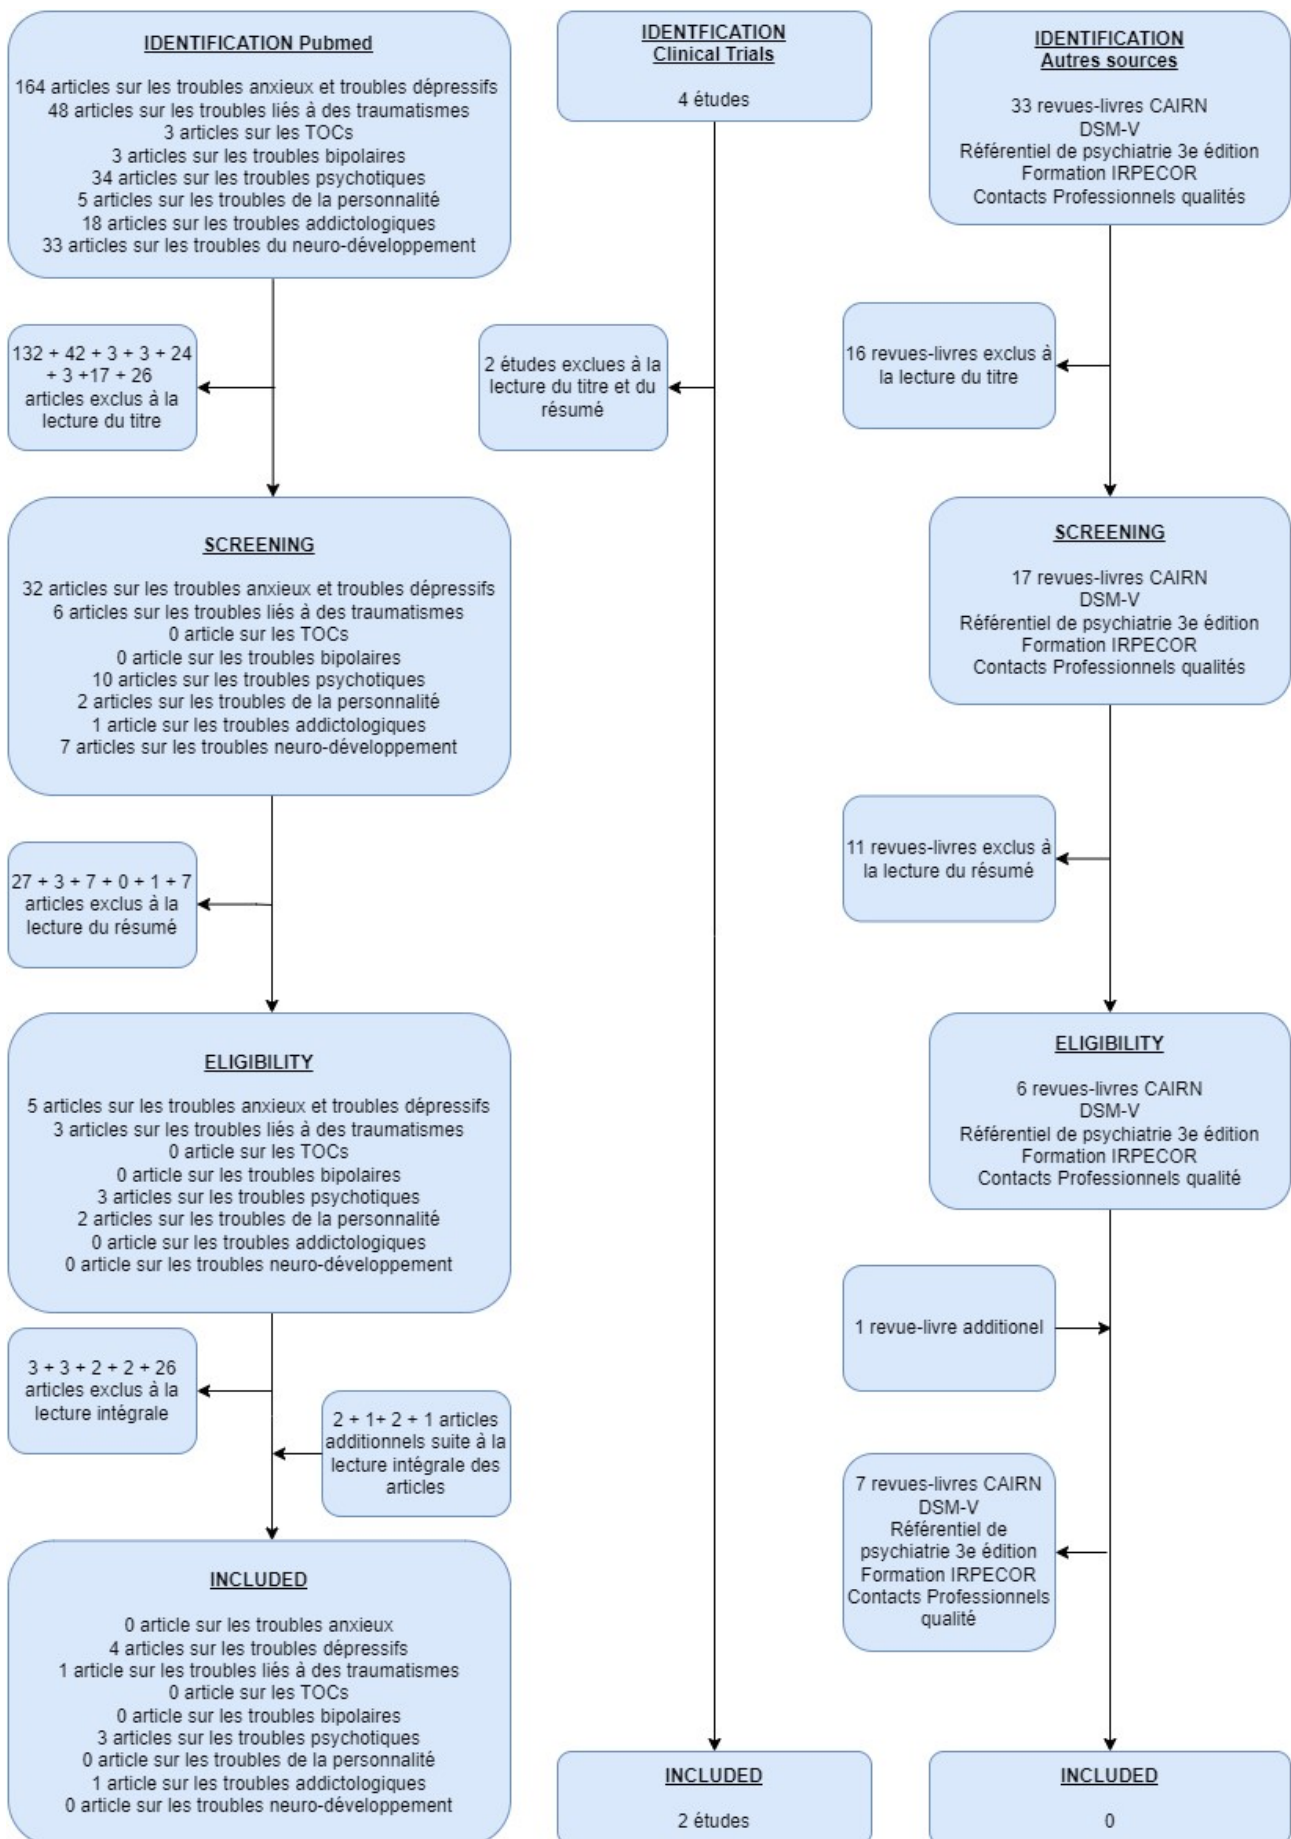 IDENTIFICATION Pubmed
164 articles sur les troubles anxieux et troubles dépressifs
48 articles sur les troubles liés à des traumatismes
3 articles sur les TOCs
3 articles sur les troubles bipolaires
34 articles sur les troubles psychotiques
5 articles sur les troubles de la personnalité
18 articles sur les troubles addictologiques
33 articles sur les troubles du neuro-développement
132 + 42 + 3 + 3 + 24
+ 3 +17 + 26
articles exclus à la
lecture du titre
SCREENING
32 articles sur les troubles anxieux et troubles dépressifs
6 articles sur les troubles liés à des traumatismes
0 article sur les TOCs
0 article sur les troubles bipolaires
10 articles sur les troubles psychotiques
2 articles sur les troubles de la personnalité
1 article sur les troubles addictologiques
7 articles sur les troubles neuro-développement
27 + 3 + 7 + 0 + 1 + 7
articles exclus à la
lecture du résumé
ELIGIBILITY
5 articles sur les troubles anxieux et troubles dépressifs
3 articles sur les troubles liés à des traumatismes
0 article sur les TOCs
0 article sur les troubles bipolaires
3 articles sur les troubles psychotiques
2 articles sur les troubles de la personnalité
0 article sur les troubles addictologiques
0 article sur les troubles neuro-développement
3 + 3 + 2 + 2 + 26
articles exclus à la
lecture intégrale
2 + 1+ 2 + 1 articles
additionnels suite à la
lecture intégrale des
articles
INCLUDED
0 article sur les troubles anxieux
4 articles sur les troubles dépressifs
1 article sur les troubles liés à des traumatismes
0 article sur les TOCs
0 article sur les troubles bipolaires
3 articles sur les troubles psychotiques
0 article sur les troubles de la personnalité
1 article sur les troubles addictologiques
0 article sur les troubles neuro-développement
IDENTFICATION
Clinical Trials
4 études
2 études exclues à la
lecture du titre et du
résumé
INCLUDED
2 études
IDENTIFICATION
Autres sources
33 revues-livres CAIRN
DSM-V
Référentiel de psychiatrie 3e édition
Formation IRPECOR
Contacts Professionnels qualités
16 revues-livres exclus à
la lecture du titre
SCREENING
17 revues-livres CAIRN
DSM-V
Référentiel de psychiatrie 3e édition
Formation IRPECOR
Contacts Professionnels qualités
11 revues-livres exclus à
la lecture du résumé
ELIGIBILITY
6 revues-livres CAIRN
DSM-V
Référentiel de psychiatrie 3e édition
Formation IRPECOR
Contacts Professionnels qualité
1 revue-livre additionel
7 revues-livres CAIRN
DSM-V
Référentiel de
psychiatrie 3e édition
Formation IRPECOR
Contacts Professionnels
qualité
INCLUDED
0